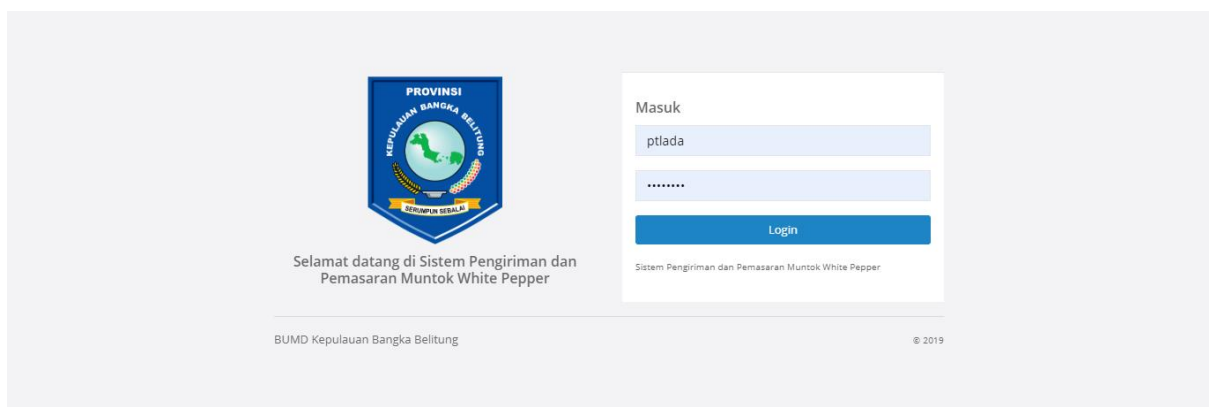 PROVINSI
KEPULAUAN BANGKA BELITUNG
SERUMPUN SEBALAI
Selamat datang di Sistem Pengiriman dan
Pemasaran Muntok White Pepper
Masuk
ptlada
••••••••
Login
Sistem Pengiriman dan Pemasaran Muntok White Pepper
BUMD Kepulauan Bangka Belitung
© 2019